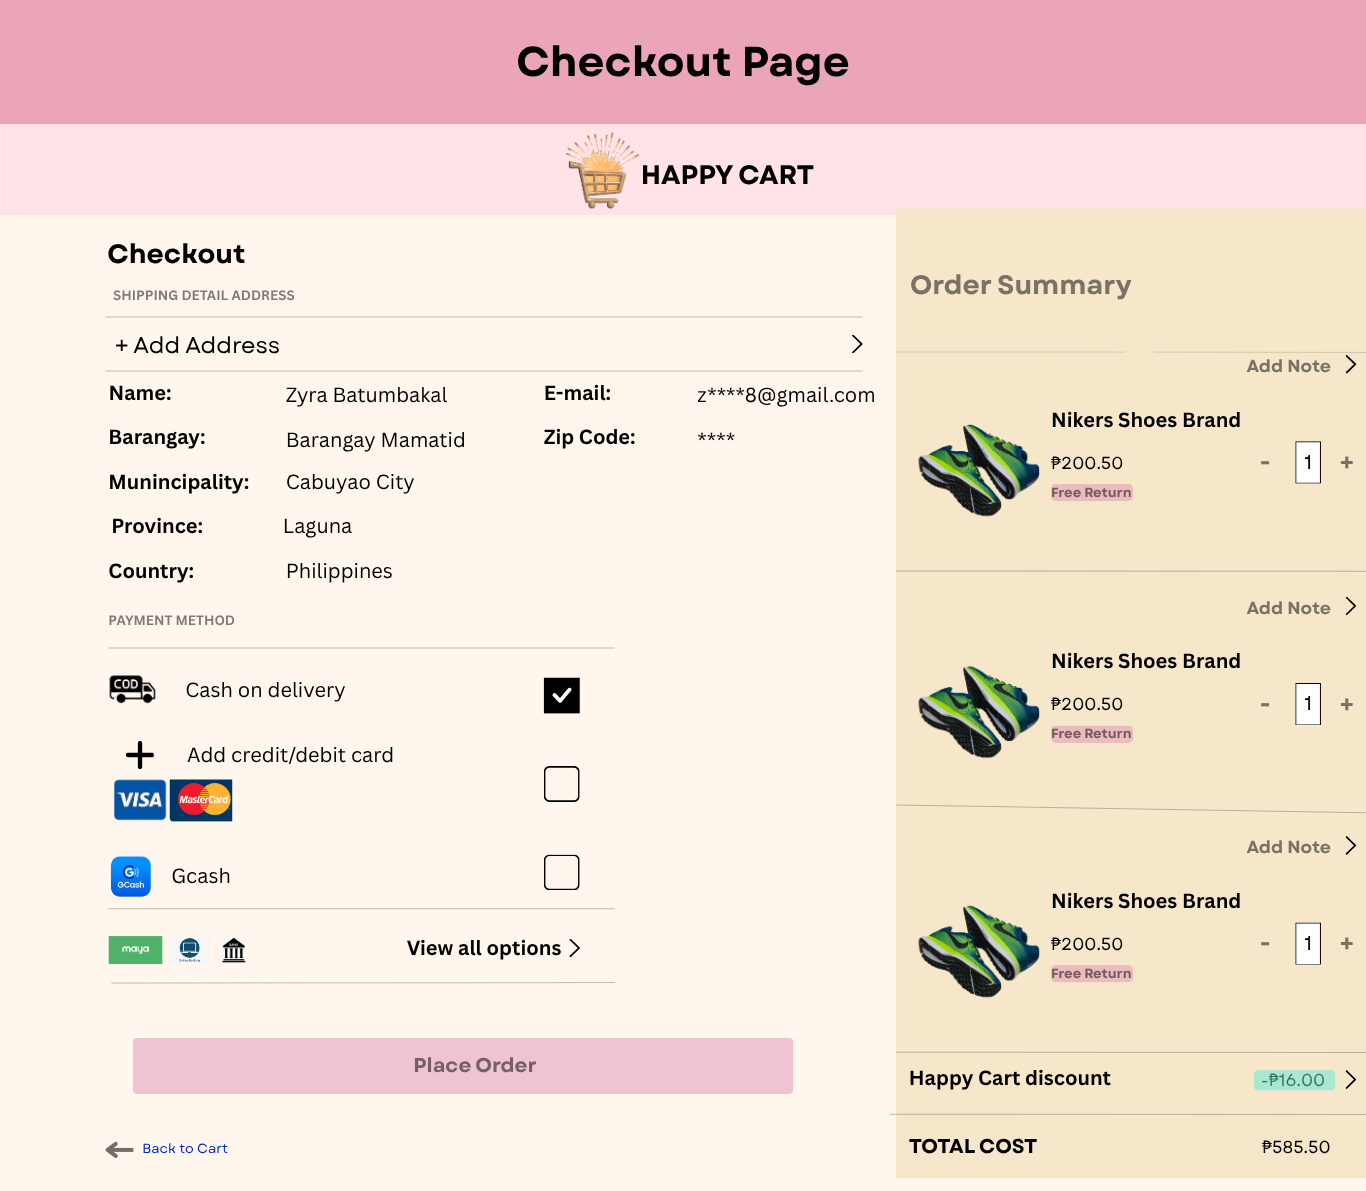 Checkout Page
HAPPY CART
Checkout
SHIPPING DETAIL ADDRESS
+ Add Address
Name: Zyra Batumbakal E-mail: z****8@gmail.com
Barangay: Barangay Mamatid Zip Code: ****
Munincipality: Cabuyao City
Province: Laguna
Country: Philippines
PAYMENT METHOD
COD Cash on delivery
Add credit/debit card
VISA MasterCard
GCash Gcash
maya View all options
Place Order
Back to Cart
Order Summary
Add Note
Nikers Shoes Brand
₱200.50 - 1 +
Free Return
Add Note
Nikers Shoes Brand
₱200.50 - 1 +
Free Return
Add Note
Nikers Shoes Brand
₱200.50 - 1 +
Free Return
Happy Cart discount -₱16.00
TOTAL COST ₱585.50